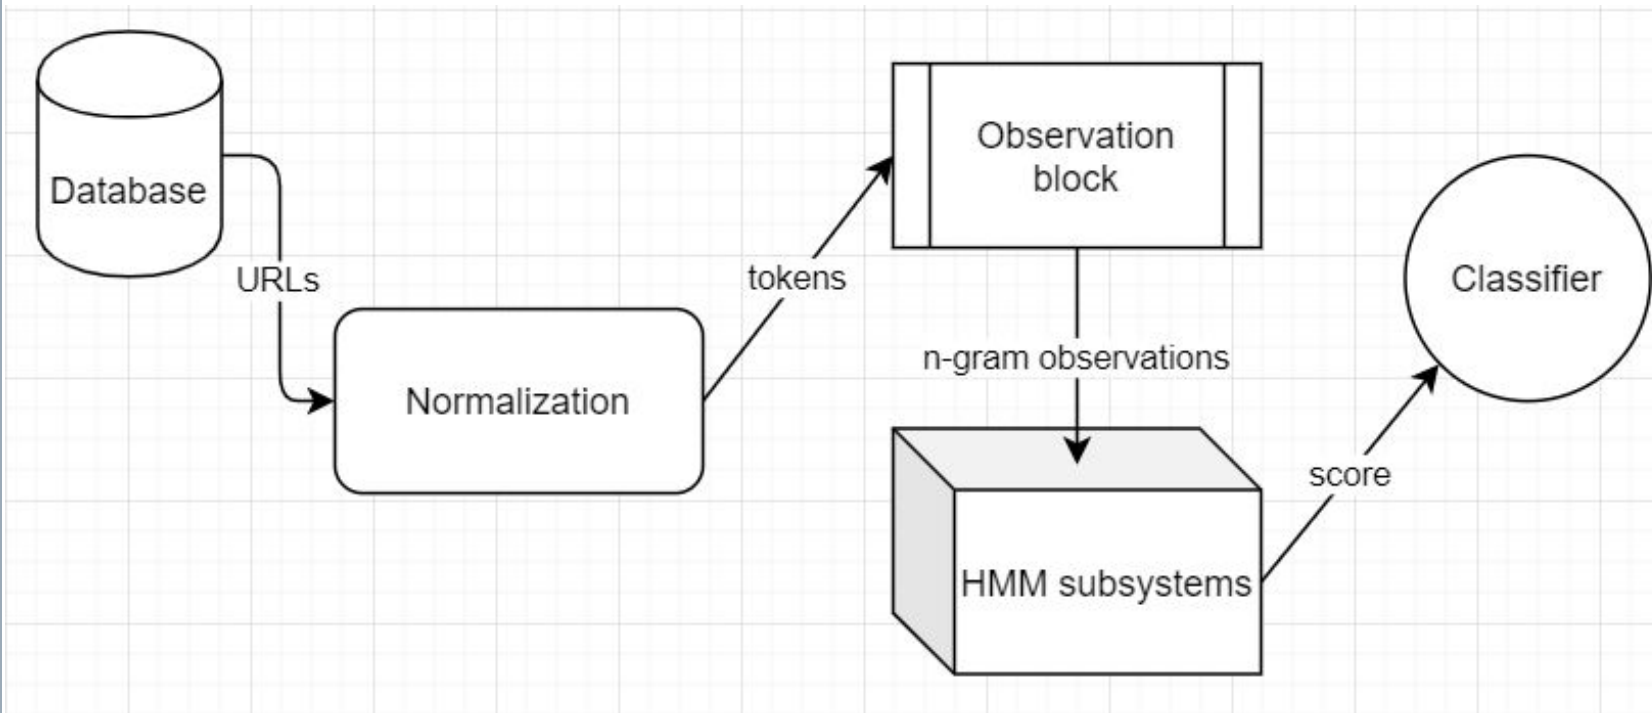 Database
URLs
Normalization
tokens
Observation
block
n-gram observations
HMM subsystems
score
Classifier